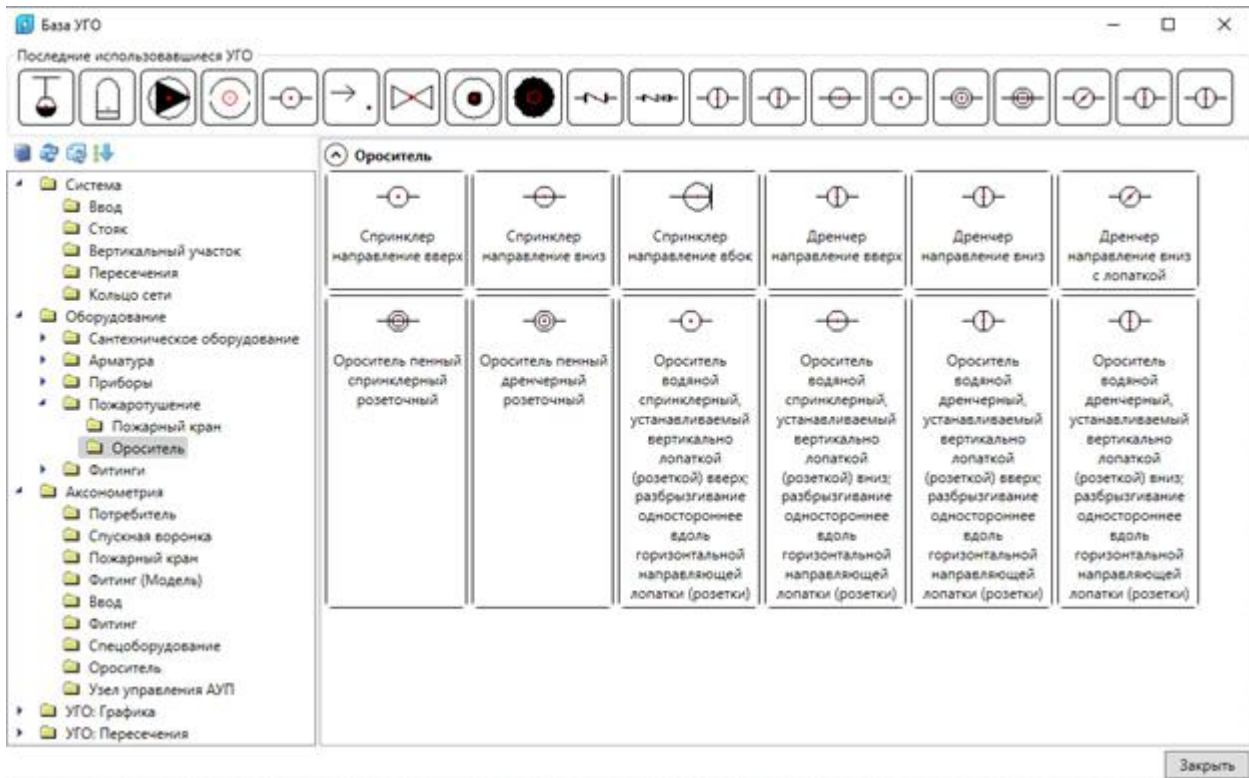 База УГО
Последние использовавшиеся УГО
Система
Ввод
Стояк
Вертикальный участок
Пересечения
Кольцо сети
Оборудование
Сантехническое оборудование
Арматура
Приборы
Пожаротушение
Пожарный кран
Ороситель
Фитинги
Аксонометрия
Потребитель
Спускная воронка
Пожарный кран
Фитинг (Модель)
Ввод
Фитинг
Спецоборудование
Ороситель
Узел управления АУП
УГО: Графика
УГО: Пересечения
Ороситель
Спринклер
направление вверх
Спринклер
направление вниз
Спринклер
направление вбок
Дренчер
направление вверх
Дренчер
направление вниз
Дренчер
направление вниз
с лопаткой
Ороситель пенный
спринклерный
розеточный
Ороситель пенный
дренчерный
розеточный
Ороситель
водяной
спринклерный,
устанавливаемый
вертикально
лопаткой
(розеткой) вверх;
разбрызгивание
одностороннее
вдоль
горизонтальной
направляющей
лопатки (розетки)
Ороситель
водяной
спринклерный,
устанавливаемый
вертикально
лопаткой
(розеткой) вниз;
разбрызгивание
одностороннее
вдоль
горизонтальной
направляющей
лопатки (розетки)
Ороситель
водяной
дренчерный,
устанавливаемый
вертикально
лопаткой
(розеткой) вверх;
разбрызгивание
одностороннее
вдоль
горизонтальной
направляющей
лопатки (розетки)
Ороситель
водяной
дренчерный,
устанавливаемый
вертикально
лопаткой
(розеткой) вниз;
разбрызгивание
одностороннее
вдоль
горизонтальной
направляющей
лопатки (розетки)
Закрыть